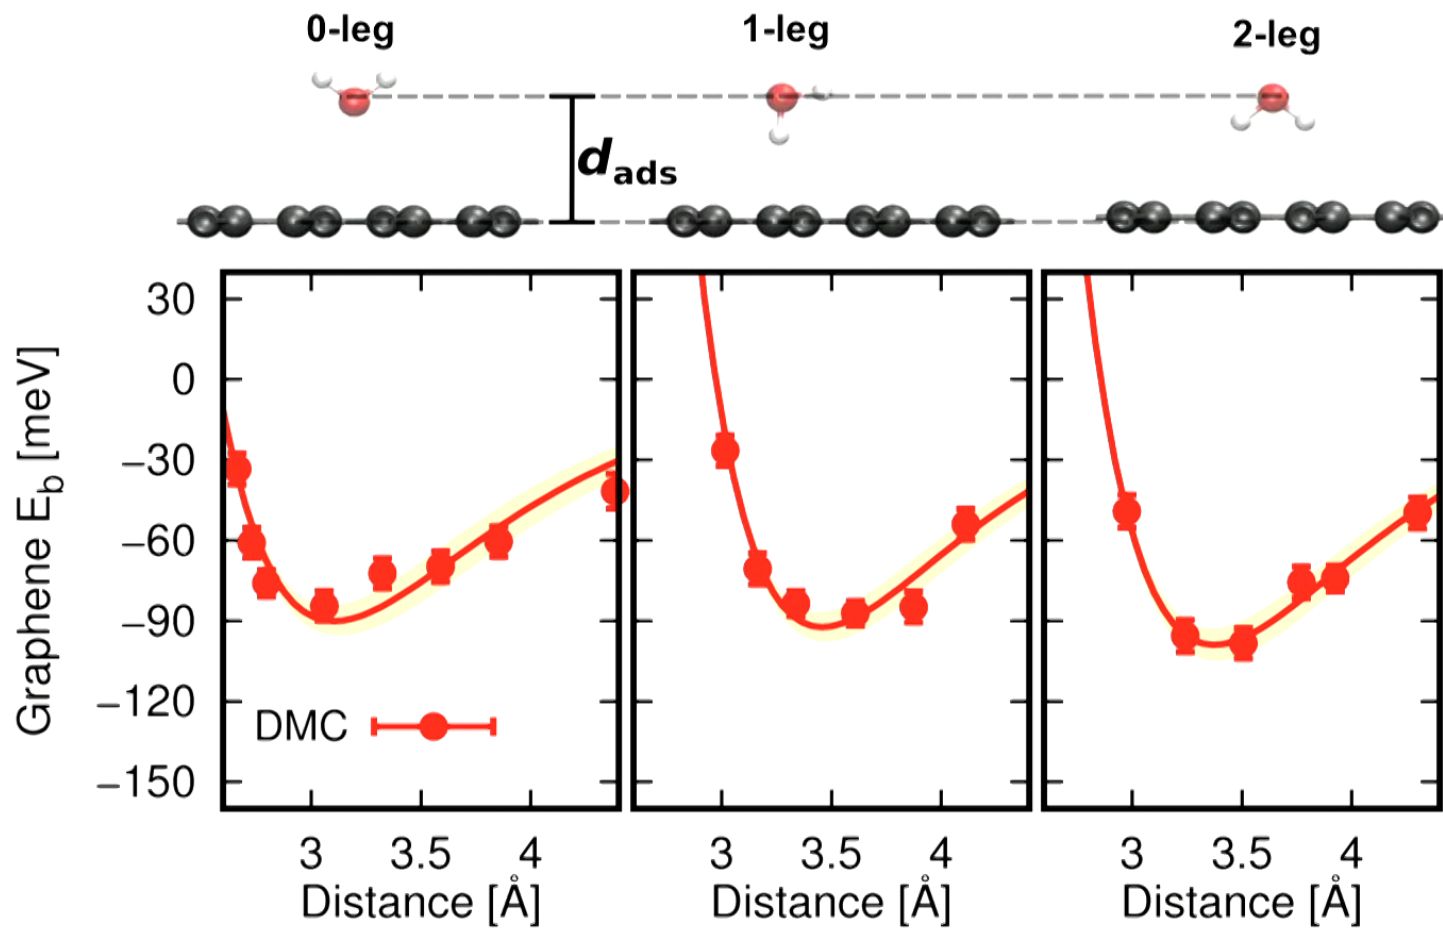 0-leg 1-leg 2-leg
dads
Graphene Eb [meV]
30
0
−30
−60
−90
−120
−150
DMC
3 3.5 4 3 3.5 4 3 3.5 4
Distance [Å] Distance [Å] Distance [Å]